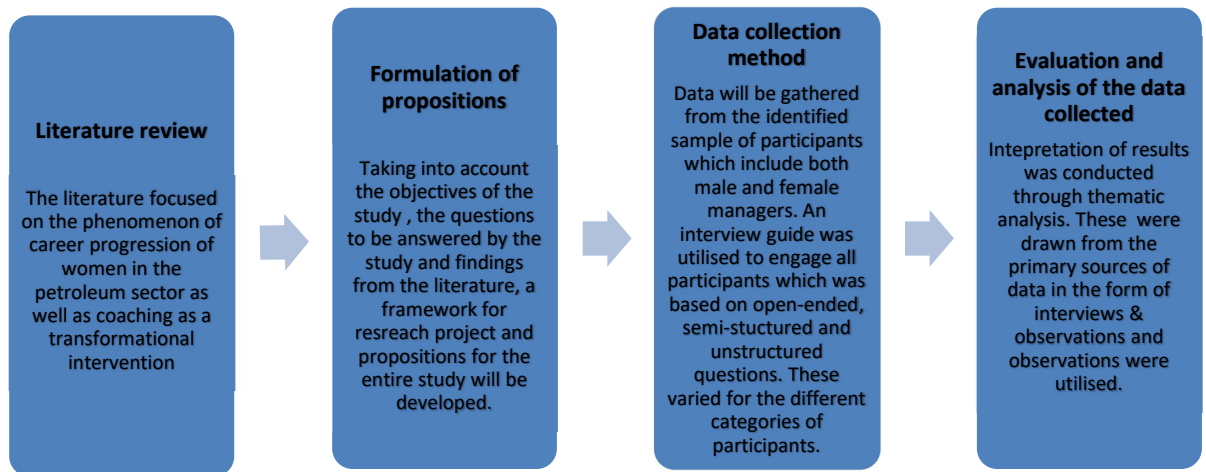 Literature review
The literature focused
on the phenomenon of
career progression of
women in the
petroleum sector as
well as coaching as a
transformational
intervention
Formulation of
propositions
Taking into account
the objectives of the
study , the questions
to be answered by the
study and findings
from the literature, a
framework for
resreach project and
propositions for the
entire study will be
developed.
Data collection
method
Data will be gathered
from the identified
sample of participants
which include both
male and female
managers. An
interview guide was
utilised to engage all
participants which was
based on open-ended,
semi-stuctured and
unstructured
questions. These
varied for the different
categories of
participants.
Evaluation and
analysis of the data
collected
Intepretation of results
was conducted
through thematic
analysis. These were
drawn from the
primary sources of
data in the form of
interviews &
observations and
observations were
utilised.